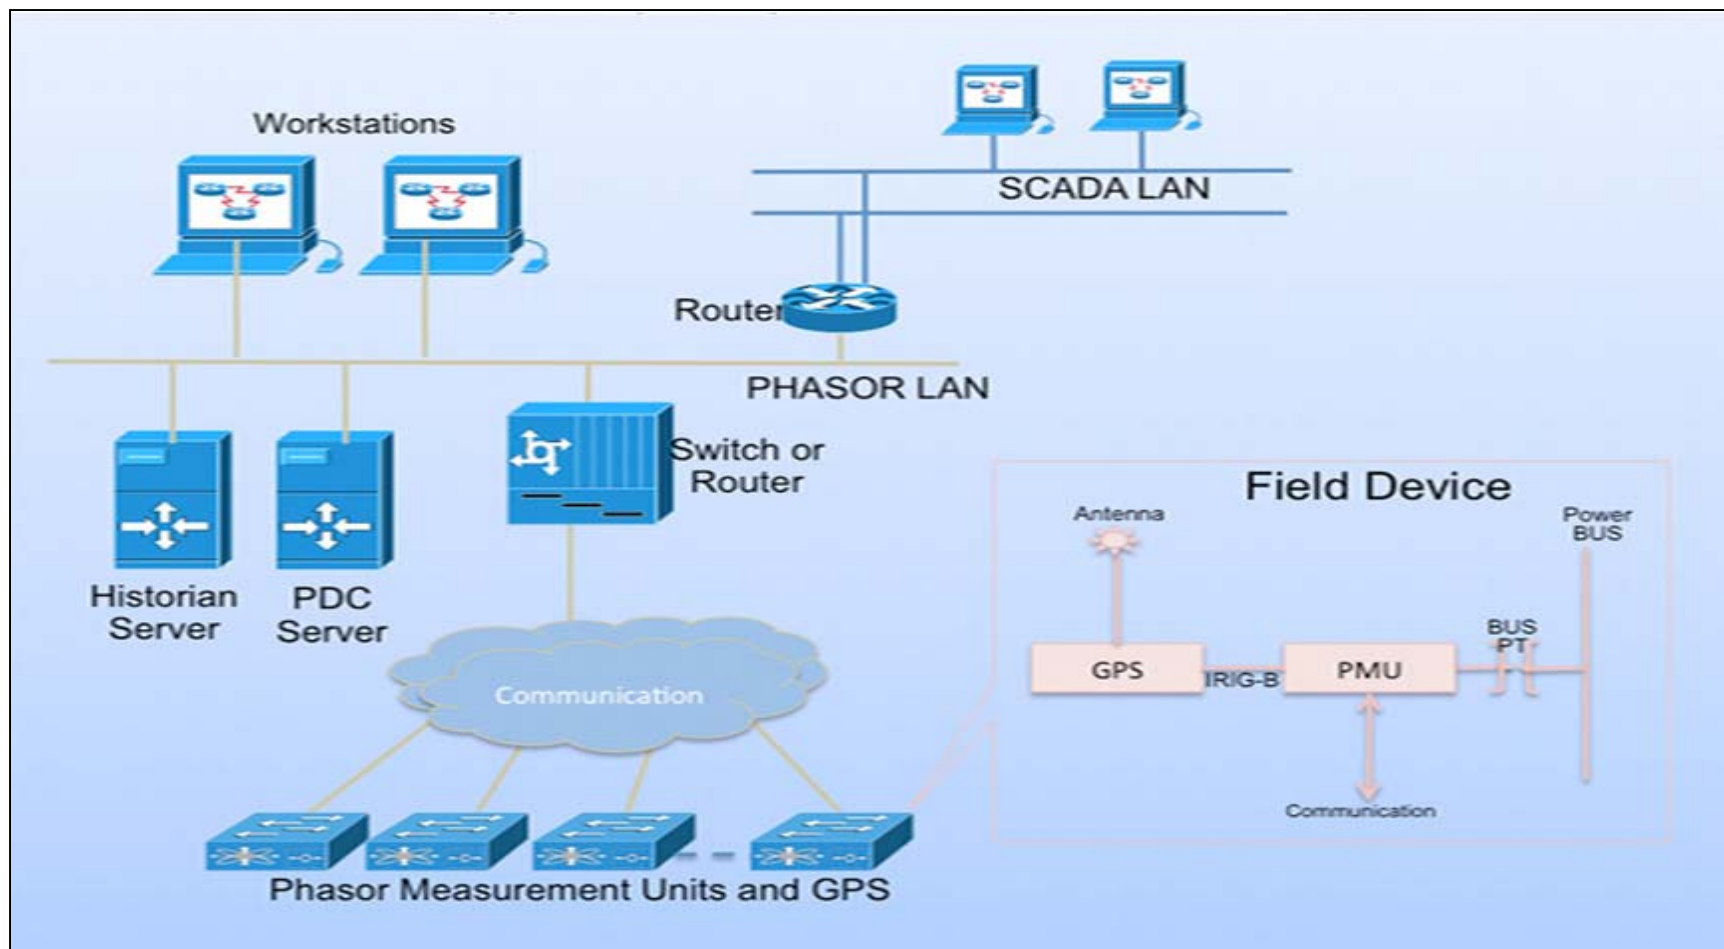 Workstations
SCADA LAN
Router
PHASOR LAN
Switch or
Router
Historian
Server
PDC
Server
Communication
Phasor Measurement Units and GPS
Field Device
Antenna
Power
BUS
BUS
PT
GPS
IRIG-B
PMU
Communication